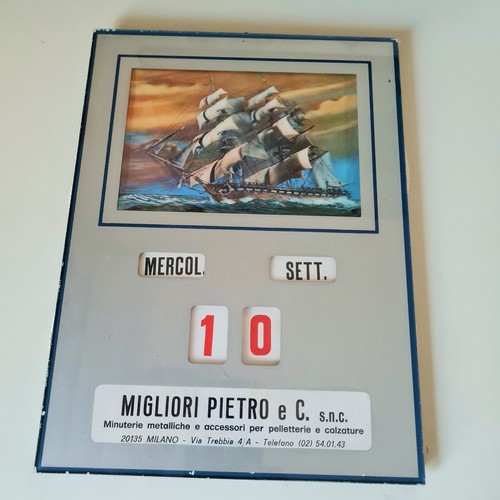 MERCOL. SETT.
10
MIGLIORI PIETRO e C. s.n.c.
Minuterie metalliche e accessori per pelletterie e calzature
20135 MILANO - Via Trebbia 4/A - Telefono (02) 54.01.43